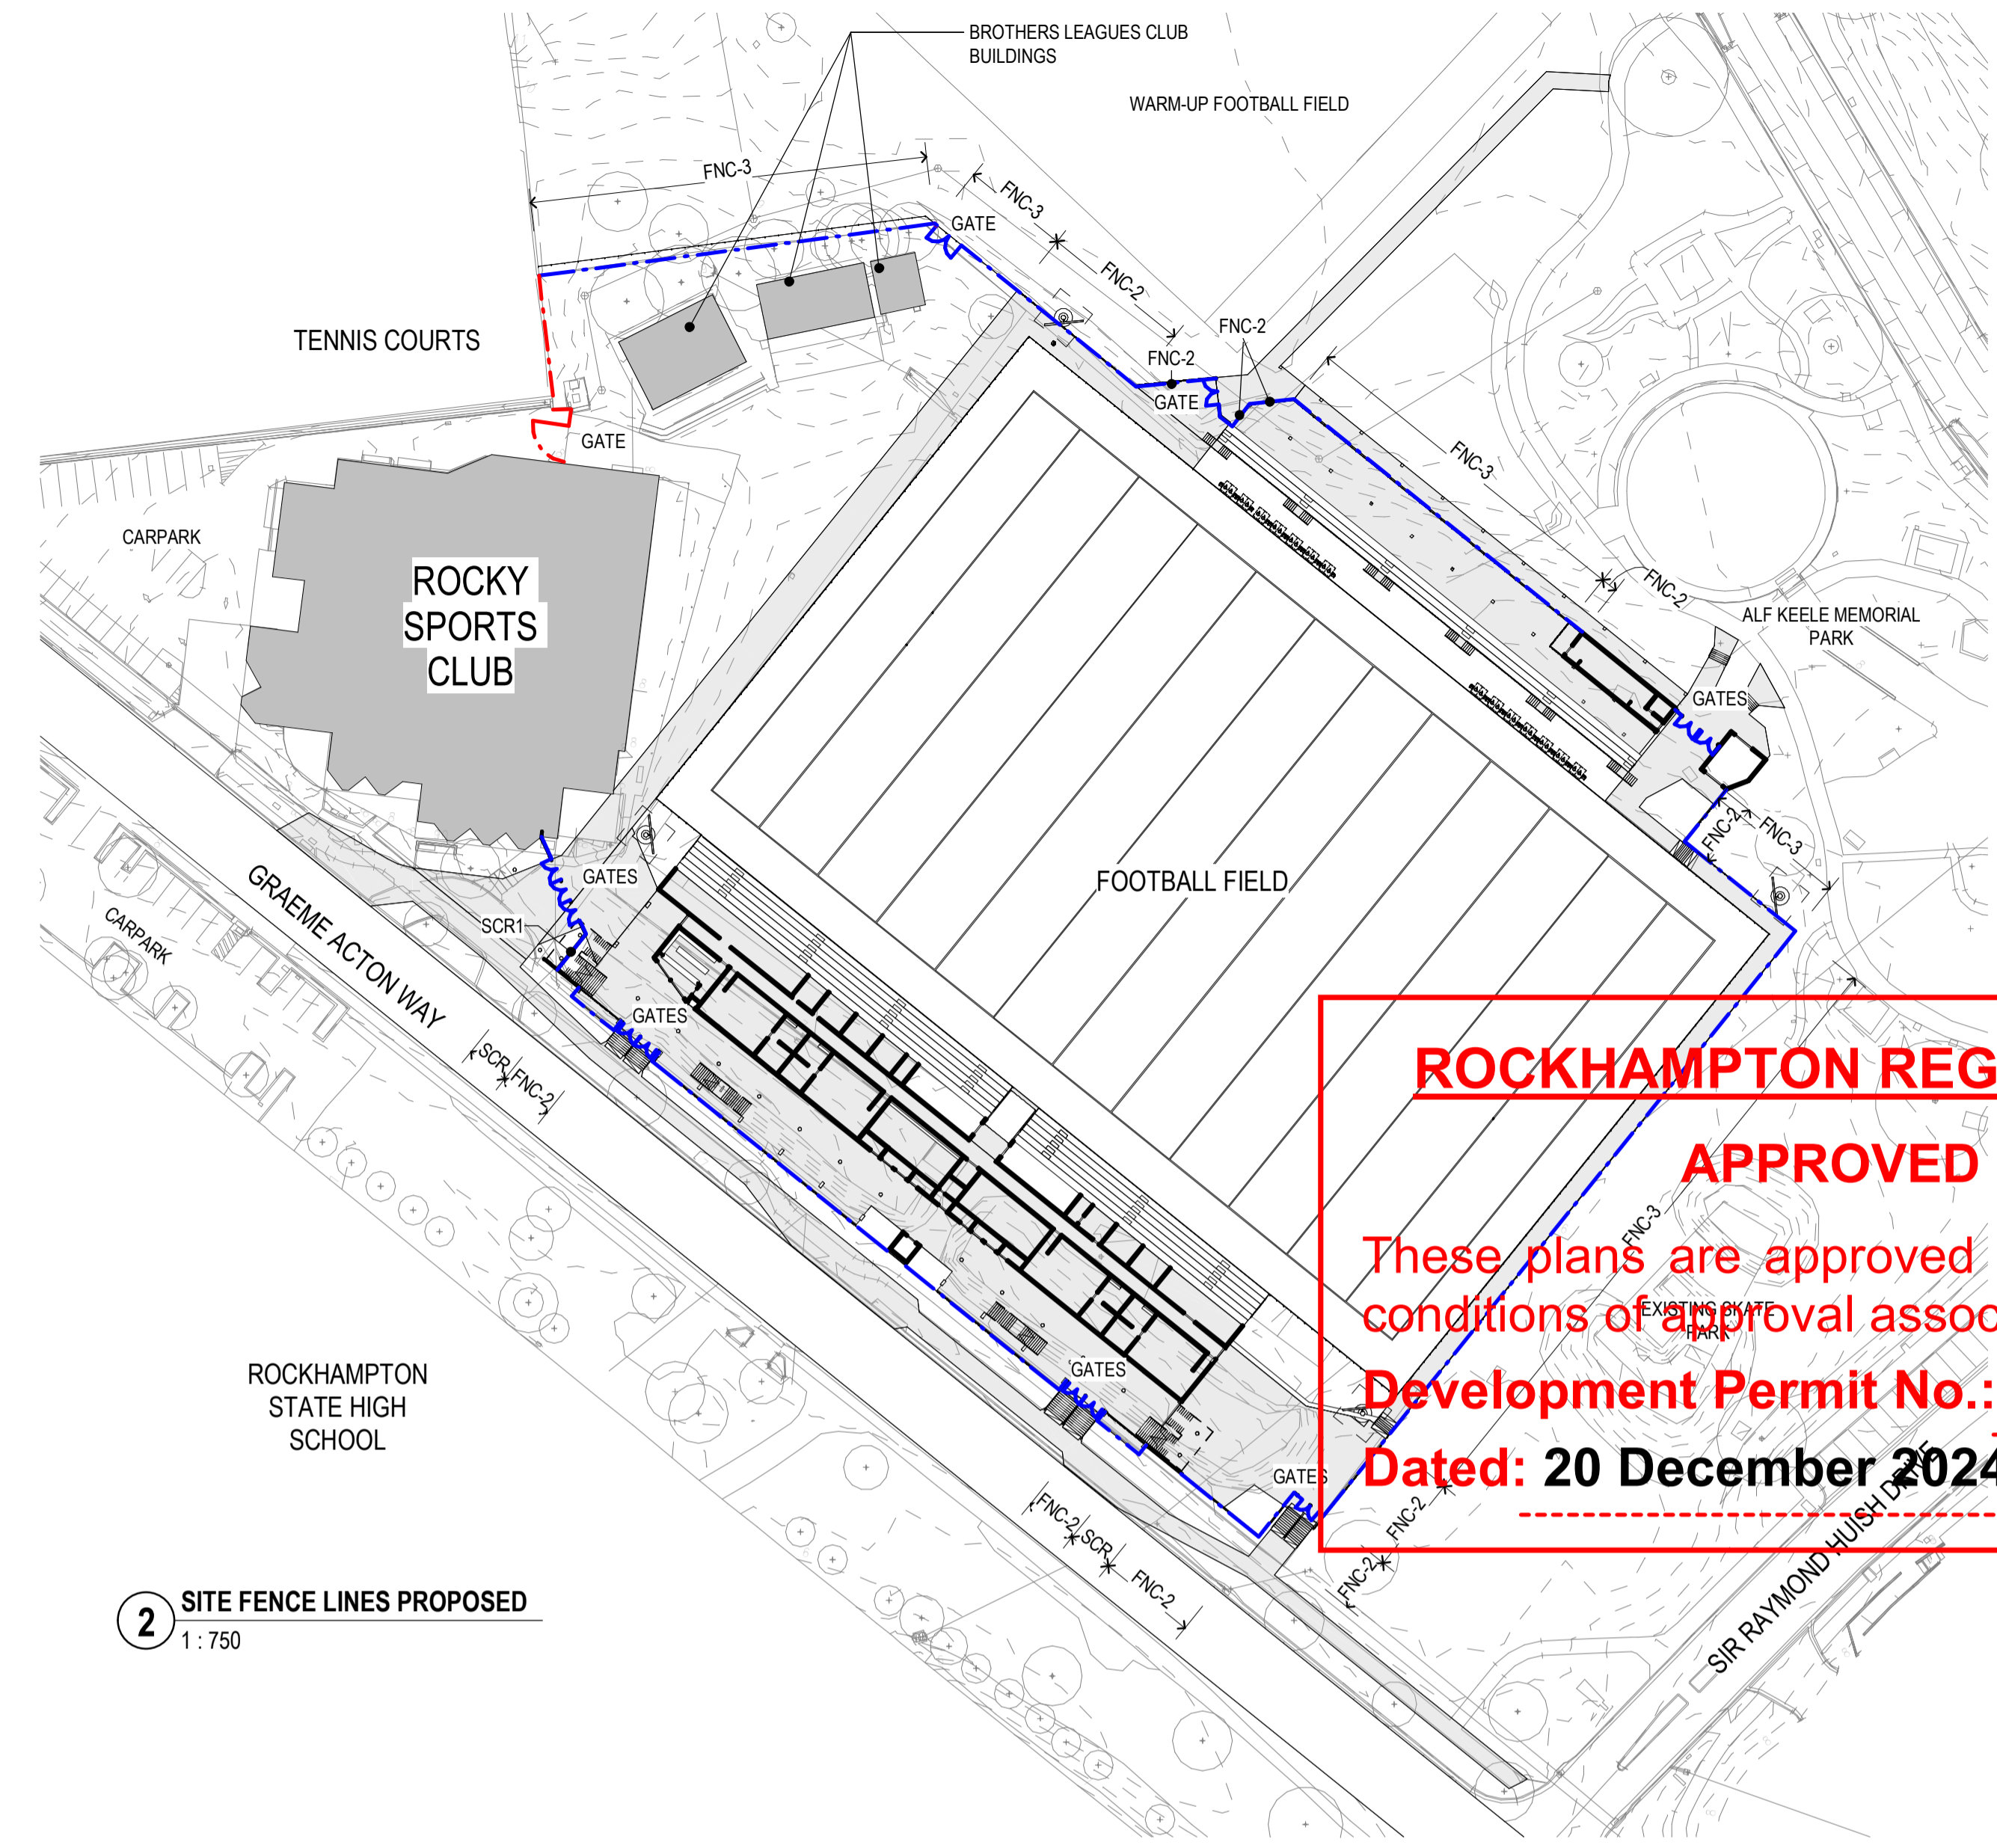 BROTHERS LEAGUES CLUB
BUILDINGS
WARM-UP FOOTBALL FIELD
FNC-3
FNC-3
GATE
FNC-2
FNC-2
FNC-2
GATE
TENNIS COURTS
GATE
FNC-3
CARPARK
ROCKY
SPORTS
CLUB
FNC-2
ALF KEELE MEMORIAL
PARK
GATES
FNC-2
FNC-3
FOOTBALL FIELD
GATES
GRAEME ACTON WAY
CARPARK
SCR1
GATES
SCR
FNC-2
ROCKHAMPTON REG
APPROVED
FNC-3
These plans are approved
conditions of approval assoc
EXISTING SKATE
PARK
Development Permit No.:
Dated: 20 December 2024
GATES
GATES
ROCKHAMPTON
STATE HIGH
SCHOOL
FNC-2
SCR
FNC-2
FNC-2
FNC-2
SIR RAYMOND HUISH DRIVE
2 SITE FENCE LINES PROPOSED
1 : 750